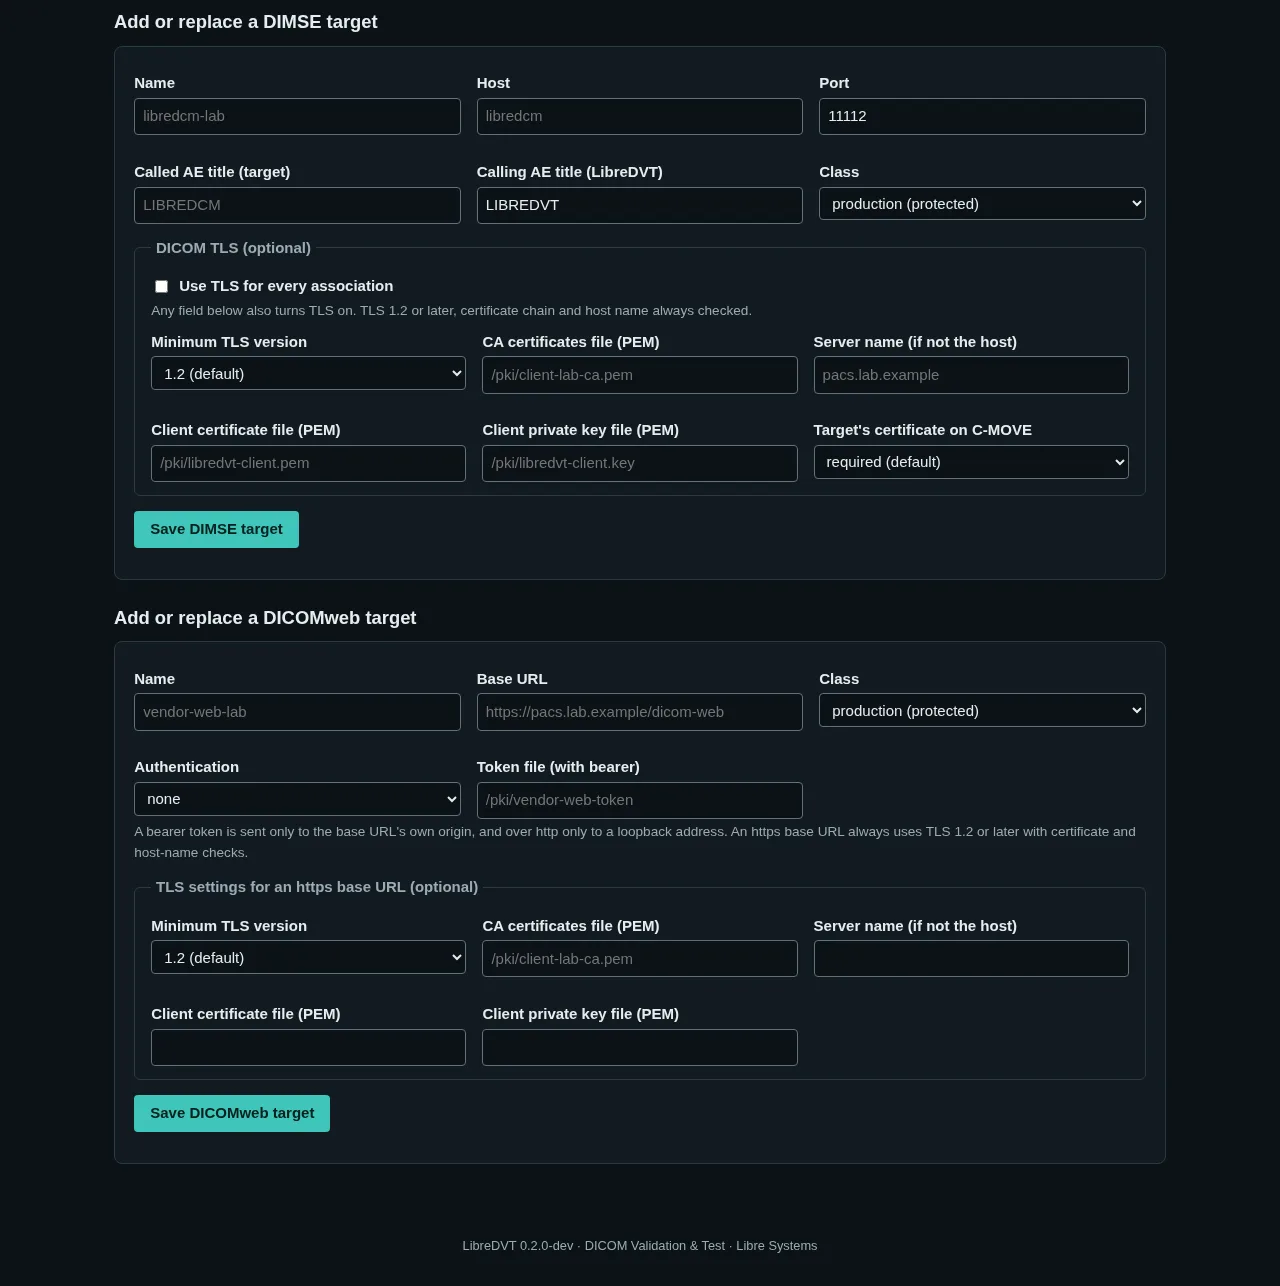 Add or replace a DIMSE target
Name
Host
Port
libredcm-lab
libredcm
11112
Called AE title (target)
Calling AE title (LibreDVT)
Class
LIBREDCM
LIBREDVT
production (protected)
DICOM TLS (optional)
Use TLS for every association
Any field below also turns TLS on. TLS 1.2 or later, certificate chain and host name always checked.
Minimum TLS version
CA certificates file (PEM)
Server name (if not the host)
1.2 (default)
/pki/client-lab-ca.pem
pacs.lab.example
Client certificate file (PEM)
Client private key file (PEM)
Target's certificate on C-MOVE
/pki/libredvt-client.pem
/pki/libredvt-client.key
required (default)
Save DIMSE target
Add or replace a DICOMweb target
Name
Base URL
Class
vendor-web-lab
https://pacs.lab.example/dicom-web
production (protected)
Authentication
Token file (with bearer)
none
/pki/vendor-web-token
A bearer token is sent only to the base URL's own origin, and over http only to a loopback address. An https base URL always uses TLS 1.2 or later with certificate and
host-name checks.
TLS settings for an https base URL (optional)
Minimum TLS version
CA certificates file (PEM)
Server name (if not the host)
1.2 (default)
/pki/client-lab-ca.pem
Client certificate file (PEM)
Client private key file (PEM)
Save DICOMweb target
LibreDVT 0.2.0-dev · DICOM Validation & Test · Libre Systems